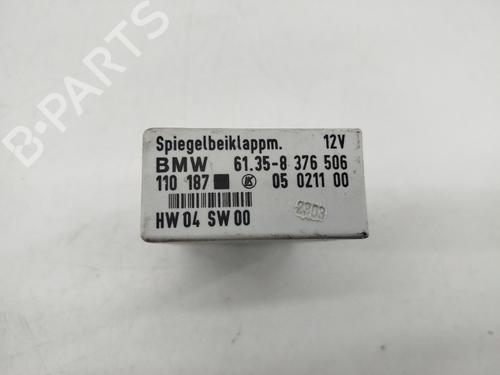 Spiegelbeiklappm. 12V
BMW 61.35-8 376 506
110 187 05 0211 00
HW 04 SW 00
2303
B-PARTS